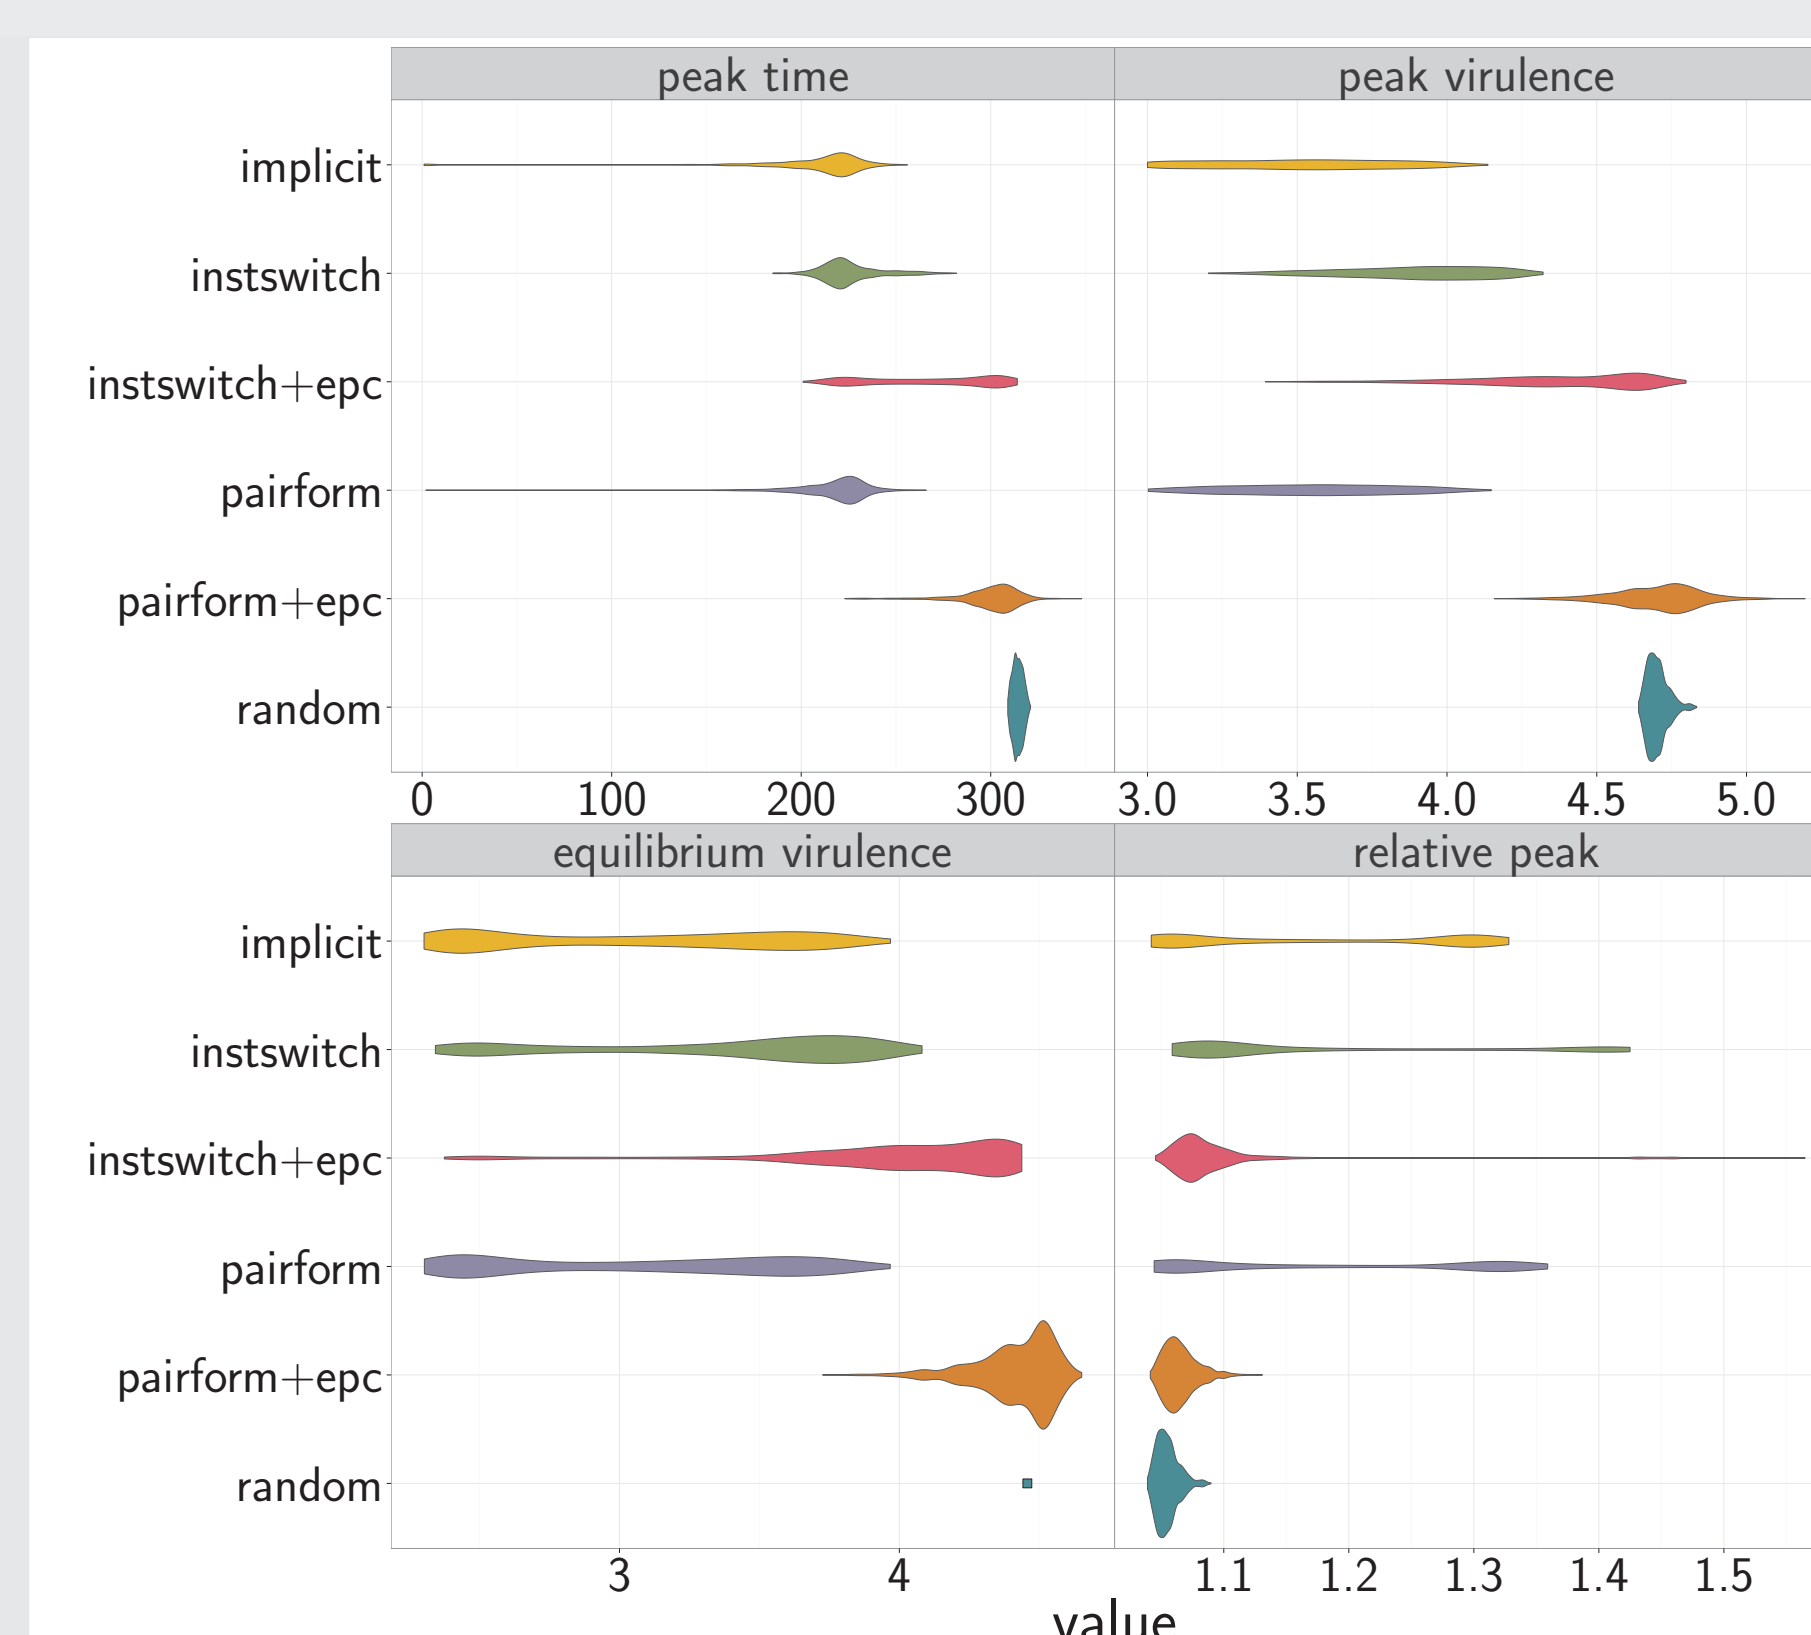 peak time peak virulence
implicit
instswitch
instswitch+epc
pairform
pairform+epc
random
0 100 200 300 3.0 3.5 4.0 4.5 5.0
equilibrium virulence relative peak
implicit
instswitch
instswitch+epc
pairform
pairform+epc
random
3 4 1.1 1.2 1.3 1.4 1.5
value